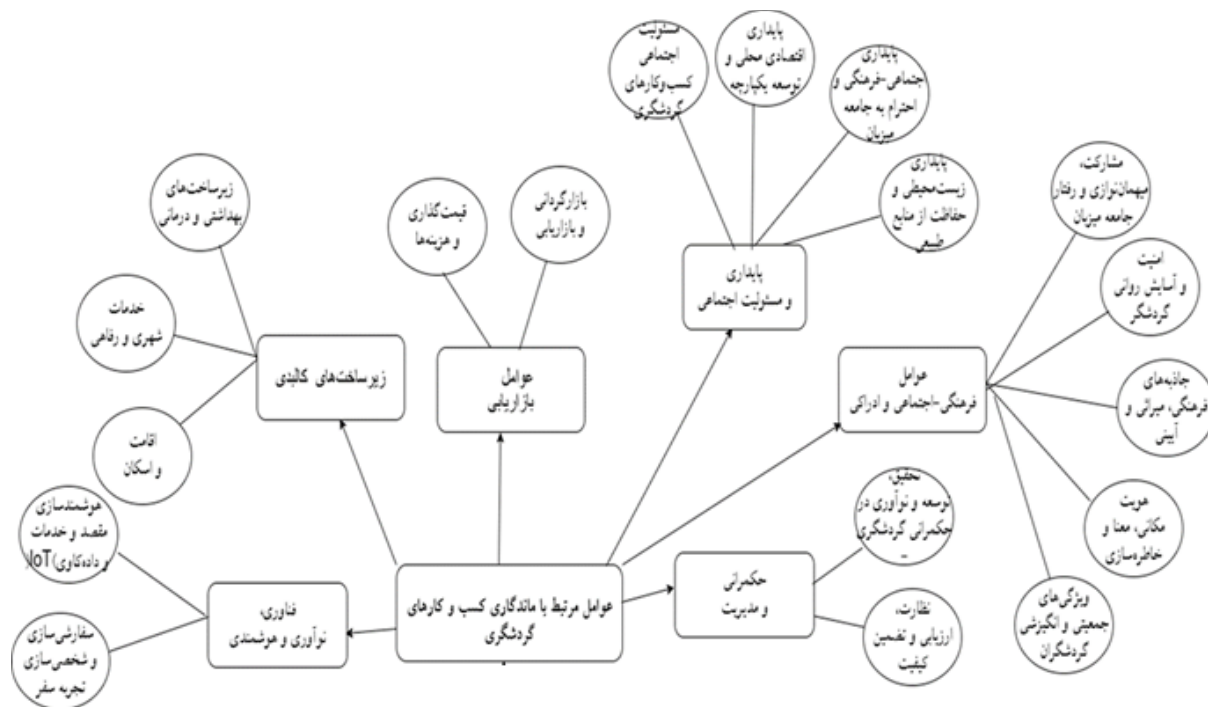 مسئولیت
اجتماعی
کسب‌وکارهای
گردشگری
پایداری
اقتصادی محلی و
توسعه یکپارچه
پایداری
اجتماعی-فرهنگی و
احترام به جامعه
میزبان
پایداری
زیست‌محیطی و
حفاظت از منابع
طبیعی
پایداری
و مسئولیت اجتماعی
مشارکت،
میهمان‌نوازی و رفتار
جامعه میزبان
امنیت
و آسایش روانی
گردشگر
جاذبه‌های
فرهنگی، میراثی و
آیینی
هویت
مکانی، معنا و
خاطره‌سازی
ویژگی‌های
جمعیتی و انگیزشی
گردشگران
عوامل
فرهنگی-اجتماعی و ادراکی
بازارگردانی
و بازاریابی
قیمت‌گذاری
و هزینه‌ها
عوامل
بازاریابی
زیرساخت‌های
بهداشتی و درمانی
خدمات
شهری و رفاهی
اقامت
و اسکان
زیرساخت‌های کالبدی
تحقیق،
توسعه و نوآوری در
حکمرانی گردشگری
–
نظارت،
ارزیابی و تضمین
کیفیت
حکمرانی
و مدیریت
عوامل مرتبط با ماندگاری کسب و کارهای
گردشگری
فناوری،
نوآوری و هوشمندی
هوشمندسازی
مقصد و خدمات
و داده‌کاوی)IoT(
سفارشی‌سازی
و شخصی‌سازی
تجربه سفر